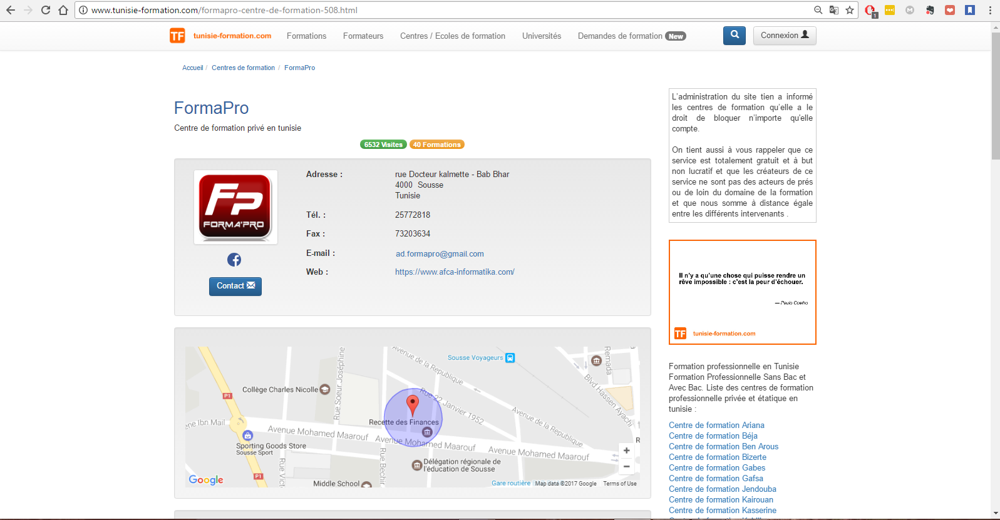 www.tunisie-formation.com/formapro-centre-de-formation-508.html
1
TF tunisie-formation.com Formations Formateurs Centres / Ecoles de formation Universités Demandes de formation New Connexion
Accueil / Centres de formation / FormaPro
FormaPro
Centre de formation privé en tunisie
6532 Visites 40 Formations
FP
FORMA'PRO
Contact
Adresse : rue Docteur kalmette - Bab Bhar
4000 Sousse
Tunisie
Tél. : 25772818
Fax : 73203634
E-mail : ad.formapro@gmail.com
Web : https://www.afca-informatika.com/
Sousse Voyageurs
Avenue de la République
Remada
Blvd Hassen Ayachi
Collège Charles Nicolle
Rue Soeur Joséphine
P1
Rue 22 Janvier 1952
Avenue de la République
ene Ibn Mail
Recette des Finances
Avenue Mohamed Maarouf
Avenue Mohamed Maarouf
Avenue Mohamed Maarouf
R
Sporting Goods Store
Sousse Sport
Rue Vict
Rue Bechir
Délégation régionale de
l'éducation de Sousse
P1
Middle School
+
−
Google
Gare routière
Map data ©2017 Google Terms of Use
L'administration du site tien a informé
les centres de formation qu'elle a le
droit de bloquer n'importe qu'elle
compte.
On tient aussi à vous rappeler que ce
service est totalement gratuit et à but
non lucratif et que les créateurs de ce
service ne sont pas des acteurs de prés
ou de loin du domaine de la formation
et que nous somme à distance égale
entre les différents intervenants .
Il n'y a qu'une chose qui puisse rendre un
rêve impossible : c'est la peur d'échouer.
— Paulo Coelho
TF tunisie-formation.com
Formation professionnelle en Tunisie
Formation Professionnelle Sans Bac et
Avec Bac. Liste des centres de formation
professionnelle privée et étatique en
tunisie :
Centre de formation Ariana
Centre de formation Béja
Centre de formation Ben Arous
Centre de formation Bizerte
Centre de formation Gabes
Centre de formation Gafsa
Centre de formation Jendouba
Centre de formation Kairouan
Centre de formation Kasserine